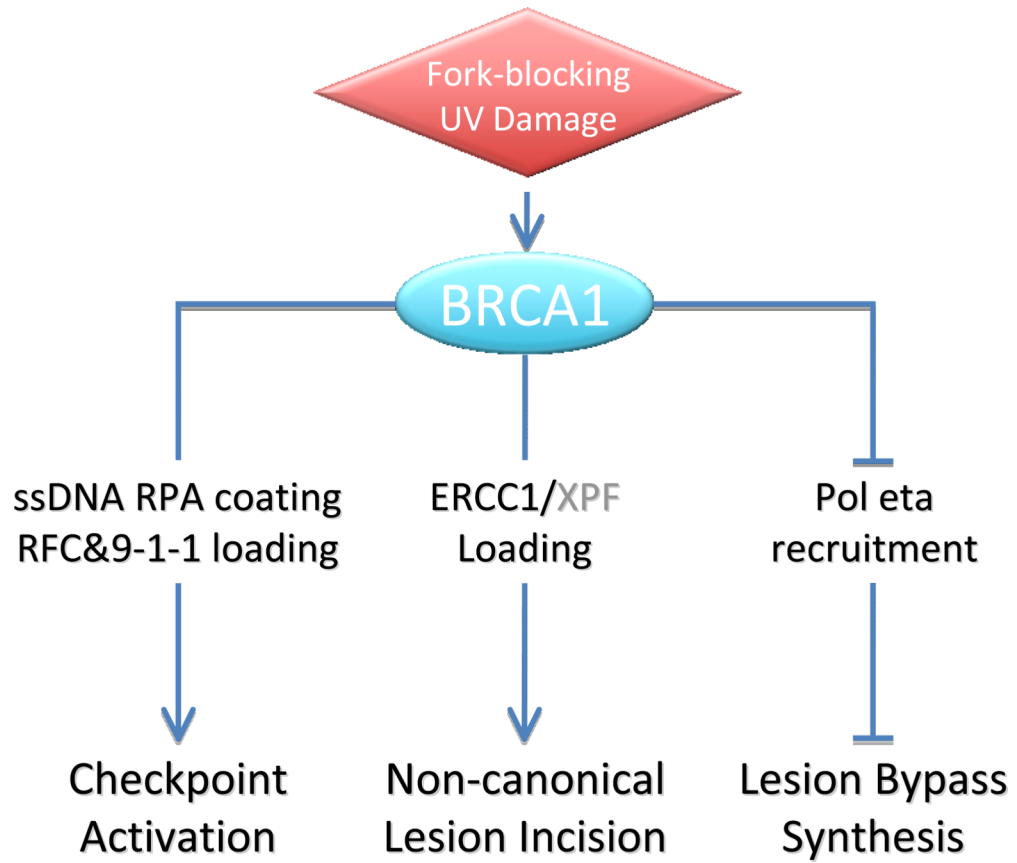 Fork-blocking
UV Damage
BRCA1
ssDNA RPA coating
RFC&9-1-1 loading
ERCC1/XPF
Loading
Pol eta
recruitment
Checkpoint
Activation
Non-canonical
Lesion Incision
Lesion Bypass
Synthesis